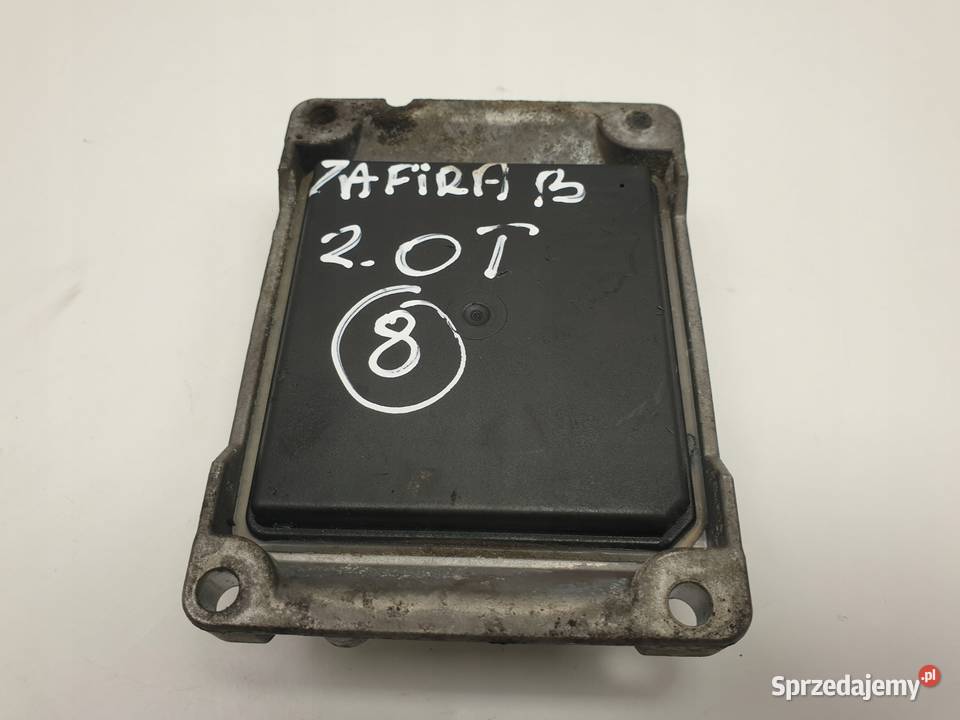 ZAFiRA B
2.0T
8
Sprzedajemy.pl